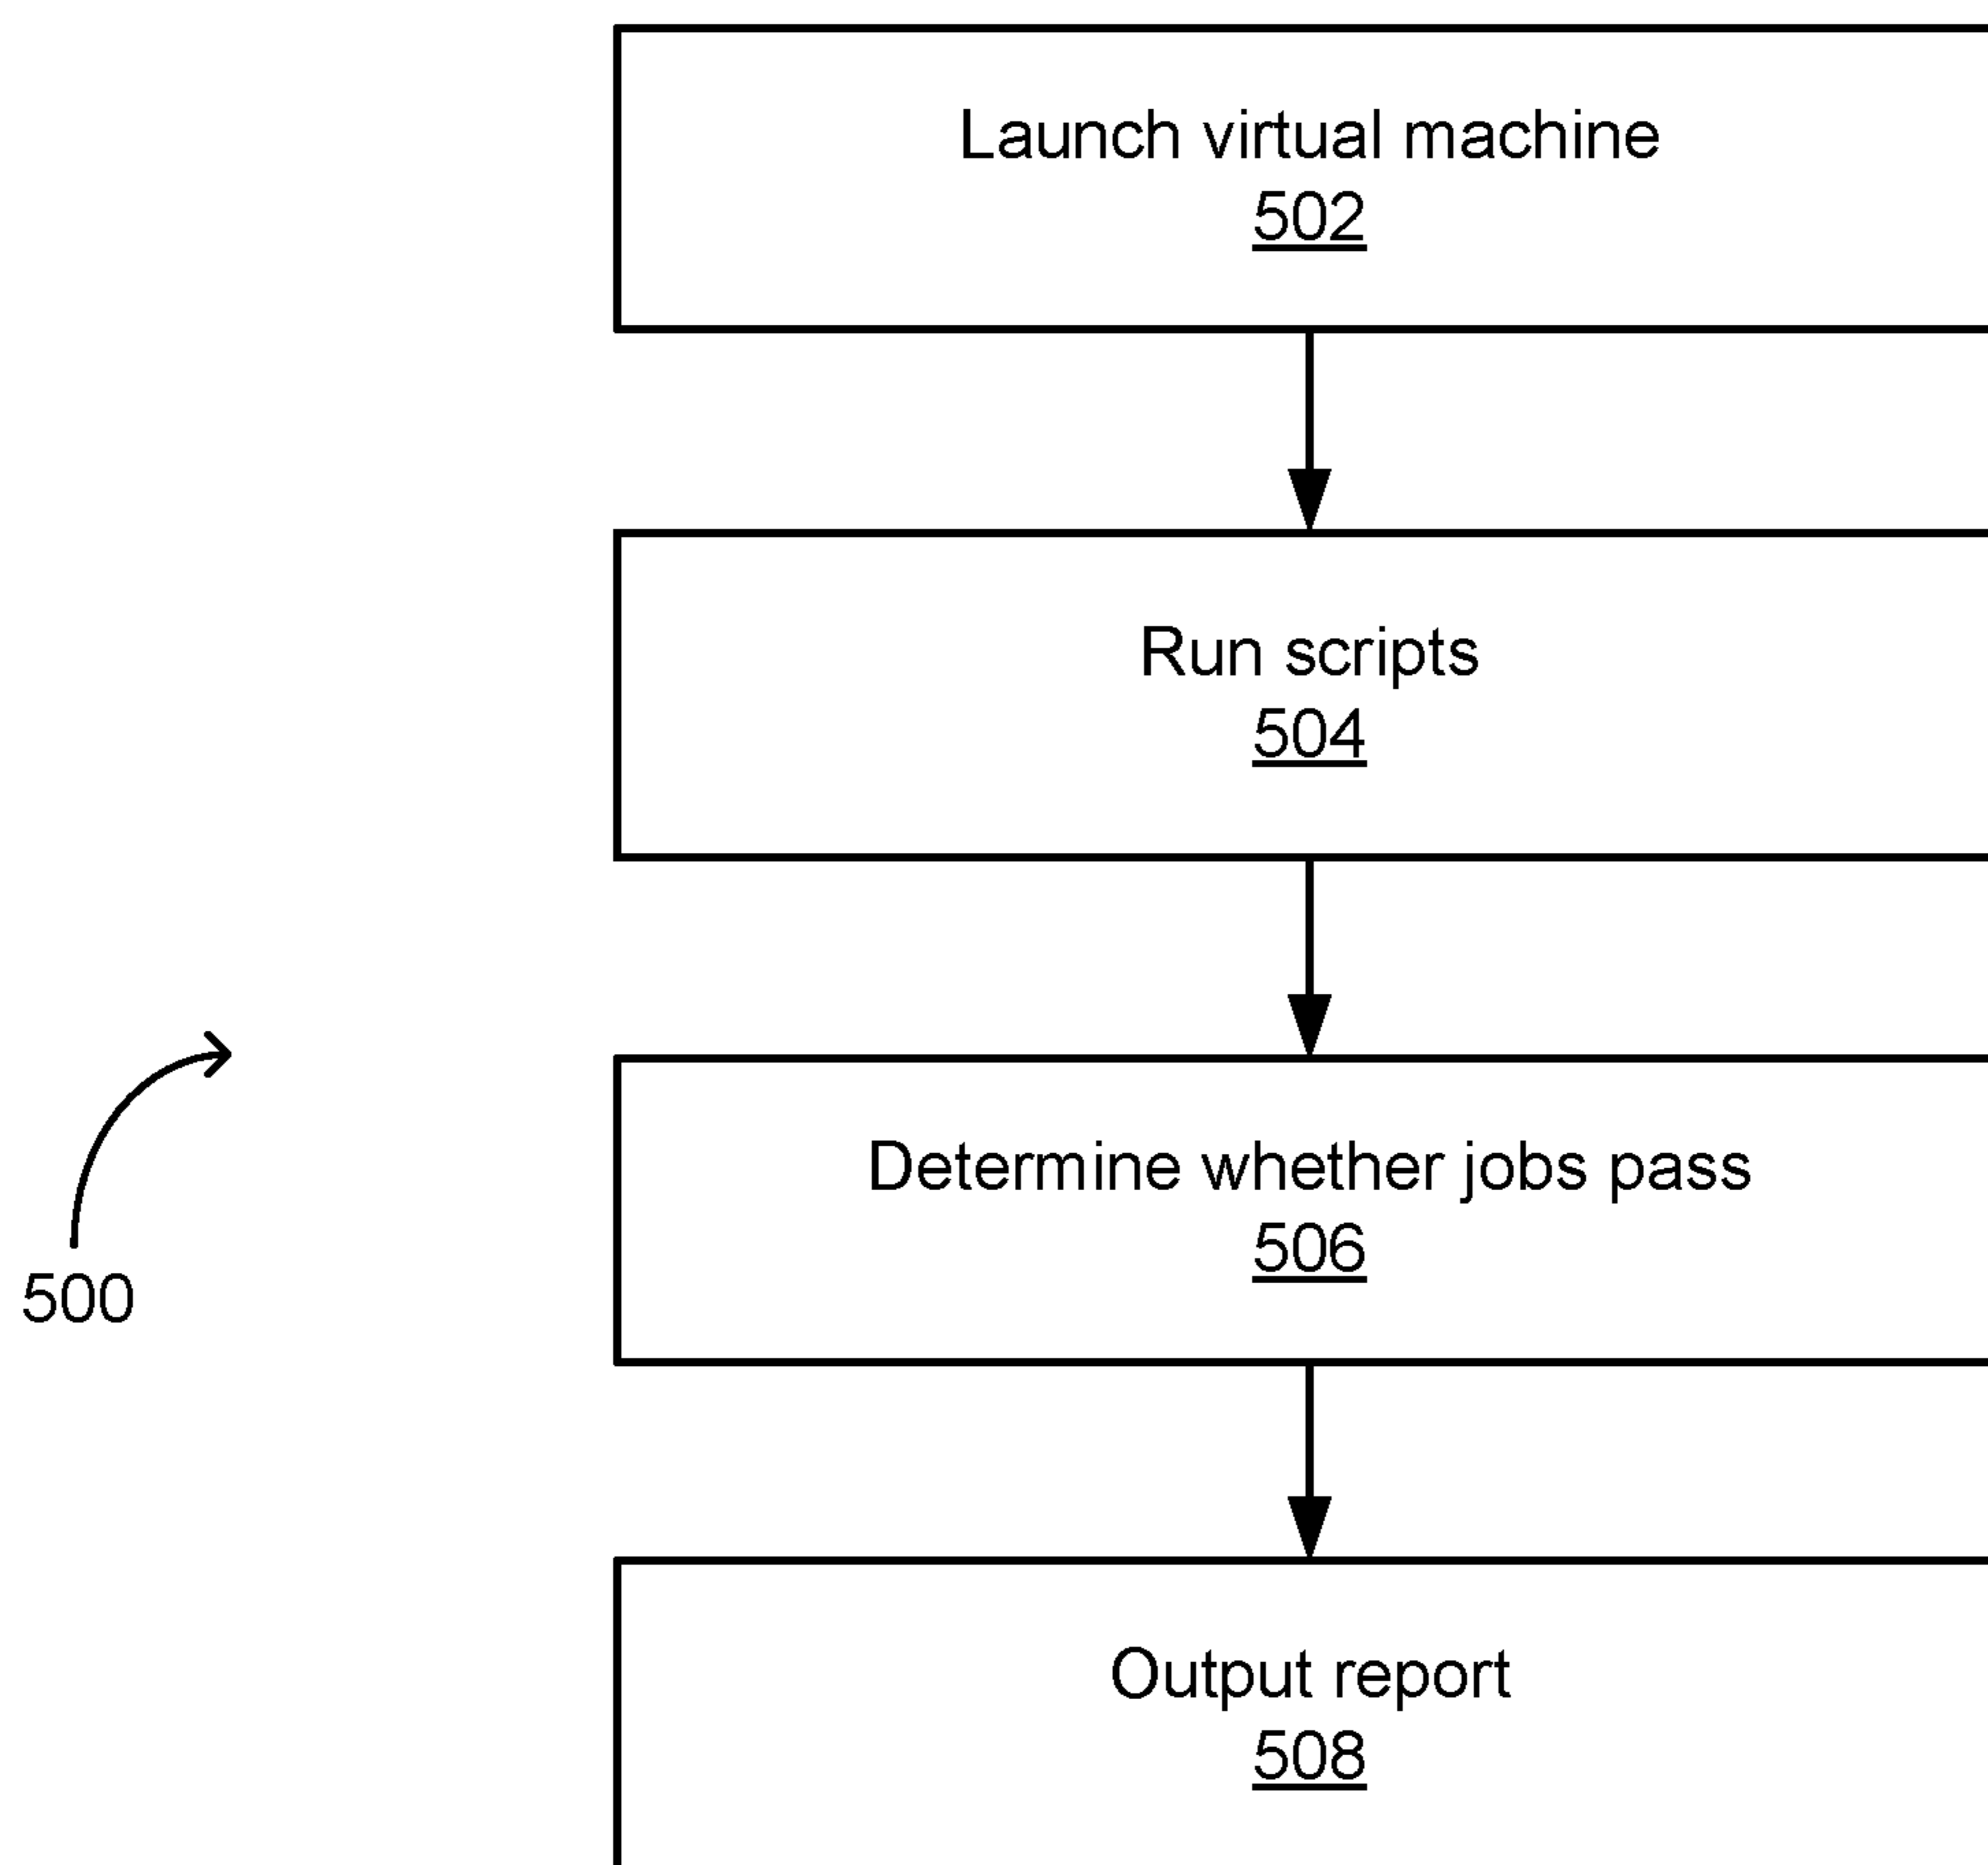 Launch virtual machine
502
Run scripts
504
Determine whether jobs pass
506
500
Output report
508